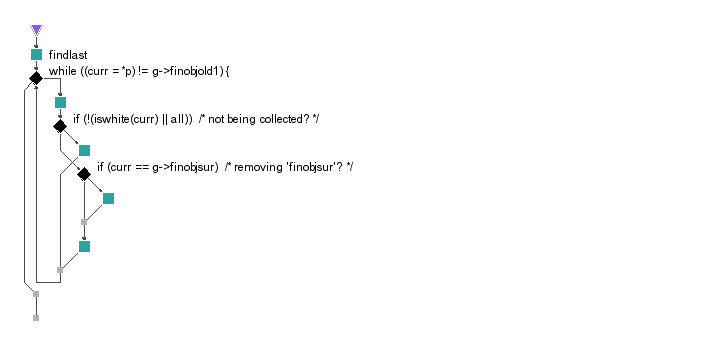 findlast
while ((curr = *p) != g->finobjold1) {
if (!(iswhite(curr) || all))  /* not being collected? */
if (curr == g->finobjsur)  /* removing 'finobjsur'? */